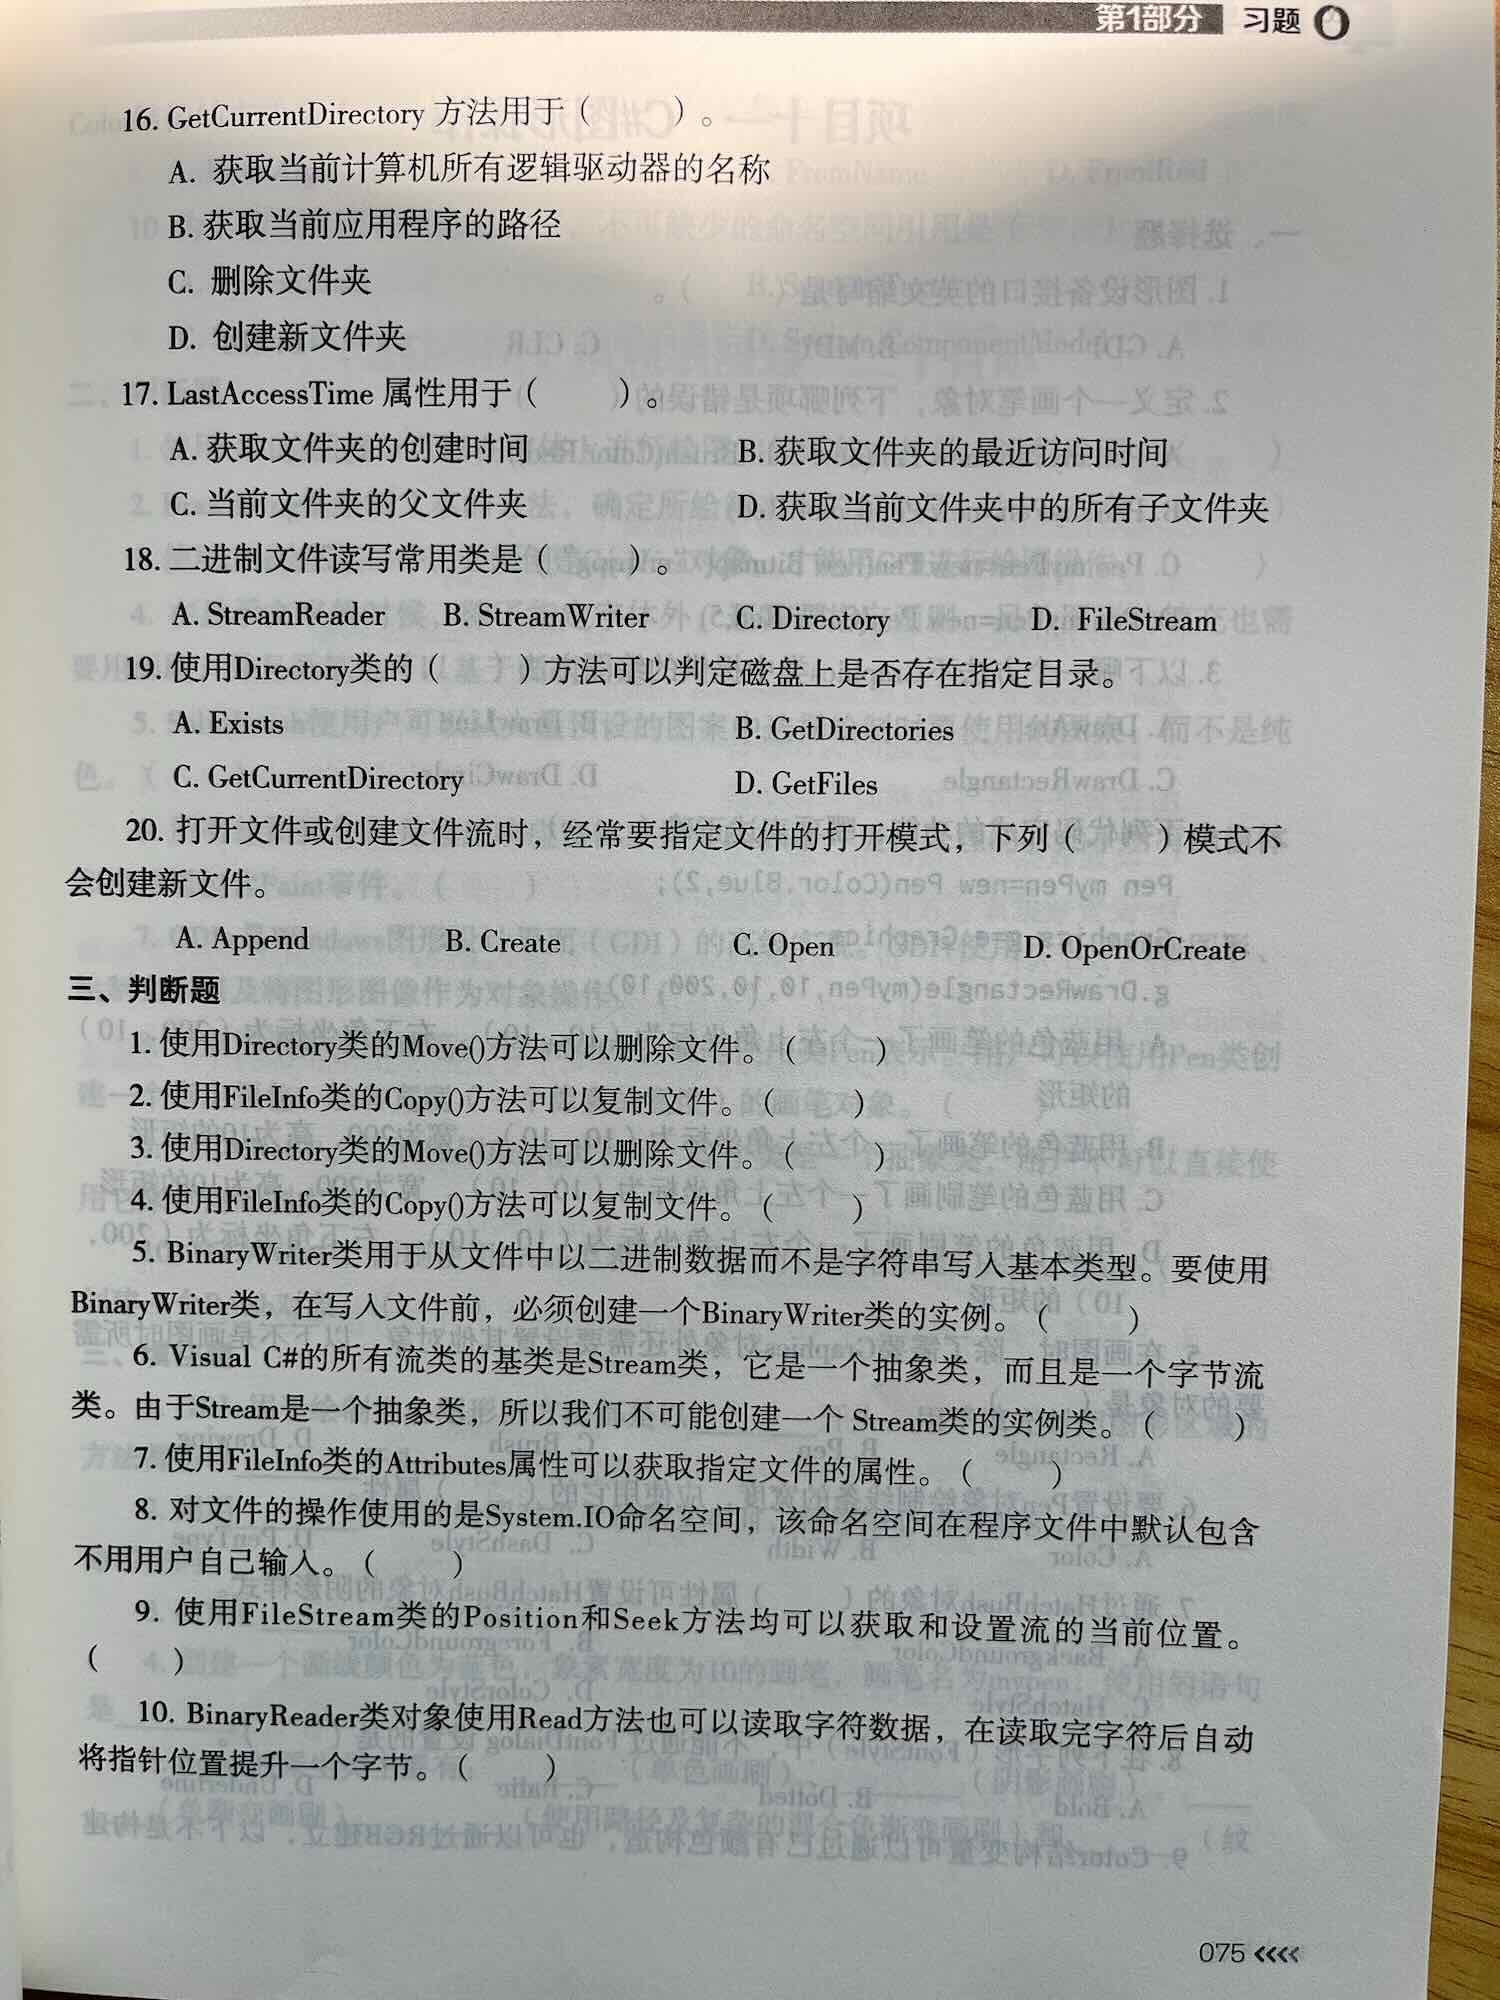 第1部分 习题
16. GetCurrentDirectory 方法用于（ ）。
A. 获取当前计算机所有逻辑驱动器的名称
B. 获取当前应用程序的路径
C. 删除文件夹
D. 创建新文件夹
17. LastAccessTime 属性用于（ ）。
A. 获取文件夹的创建时间 B. 获取文件夹的最近访问时间
C. 当前文件夹的父文件夹 D. 获取当前文件夹中的所有子文件夹
18. 二进制文件读写常用类是（ ）。
A. StreamReader B. StreamWriter C. Directory D. FileStream
19. 使用Directory类的（ ）方法可以判定磁盘上是否存在指定目录。
A. Exists B. GetDirectories
C. GetCurrentDirectory D. GetFiles
20. 打开文件或创建文件流时，经常要指定文件的打开模式，下列（ ）模式不
会创建新文件。
A. Append B. Create C. Open D. OpenOrCreate
三、判断题
1. 使用Directory类的Move()方法可以删除文件。（ ）
2. 使用FileInfo类的Copy()方法可以复制文件。（ ）
3. 使用Directory类的Move()方法可以删除文件。（ ）
4. 使用FileInfo类的Copy()方法可以复制文件。（ ）
5. BinaryWriter类用于从文件中以二进制数据而不是字符串写入基本类型。要使用
BinaryWriter类，在写入文件前，必须创建一个BinaryWriter类的实例。（ ）
6. Visual C#的所有流类的基类是Stream类，它是一个抽象类，而且是一个字节流
类。由于Stream是一个抽象类，所以我们不可能创建一个 Stream类的实例类。（ ）
7. 使用FileInfo类的Attributes属性可以获取指定文件的属性。（ ）
8. 对文件的操作使用的是System.IO命名空间，该命名空间在程序文件中默认包含
不用用户自己输入。（ ）
9. 使用FileStream类的Position和Seek方法均可以获取和设置流的当前位置。
（ ）
10. BinaryReader类对象使用Read方法也可以读取字符数据，在读取完字符后自动
将指针位置提升一个字节。（ ）
075